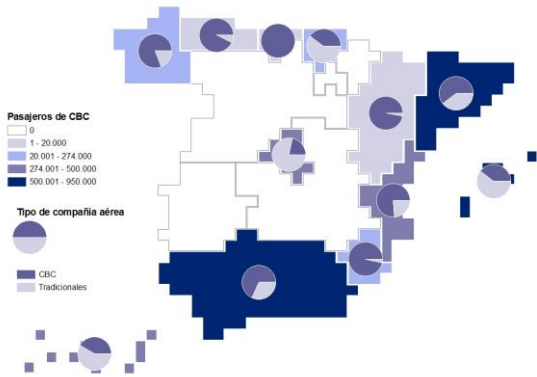 Pasajeros de CBC
0
1 - 20.000
20.001 - 274.000
274.001 - 500.000
500.001 - 950.000
Tipo de compañia aérea
CBC
Tradicionales